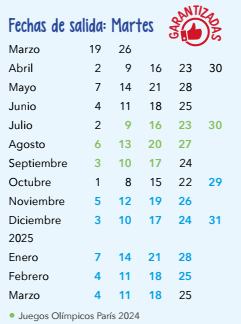 Fechas de salida: Martes
GARANTIZADAS
Marzo 19 26
Abril 2 9 16 23 30
Mayo 7 14 21 28
Junio 4 11 18 25
Julio 2 9 16 23 30
Agosto 6 13 20 27
Septiembre 3 10 17 24
Octubre 1 8 15 22 29
Noviembre 5 12 19 26
Diciembre 3 10 17 24 31
2025
Enero 7 14 21 28
Febrero 4 11 18 25
Marzo 4 11 18 25
• Juegos Olímpicos París 2024